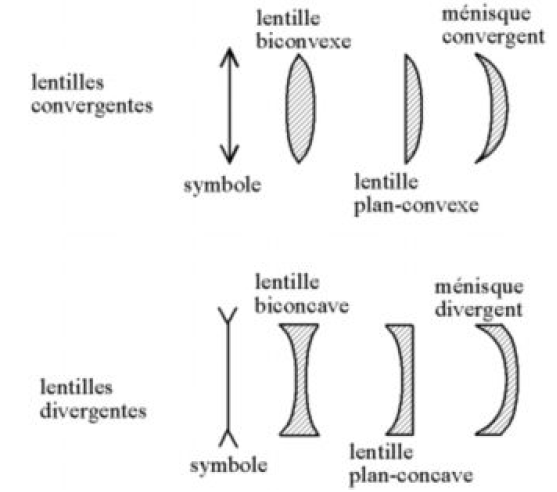 lentille
biconvexe
ménisque
convergent
lentilles
convergentes
symbole
lentille
plan-convexe
lentille
biconcave
ménisque
divergent
lentilles
divergentes
symbole
lentille
plan-concave